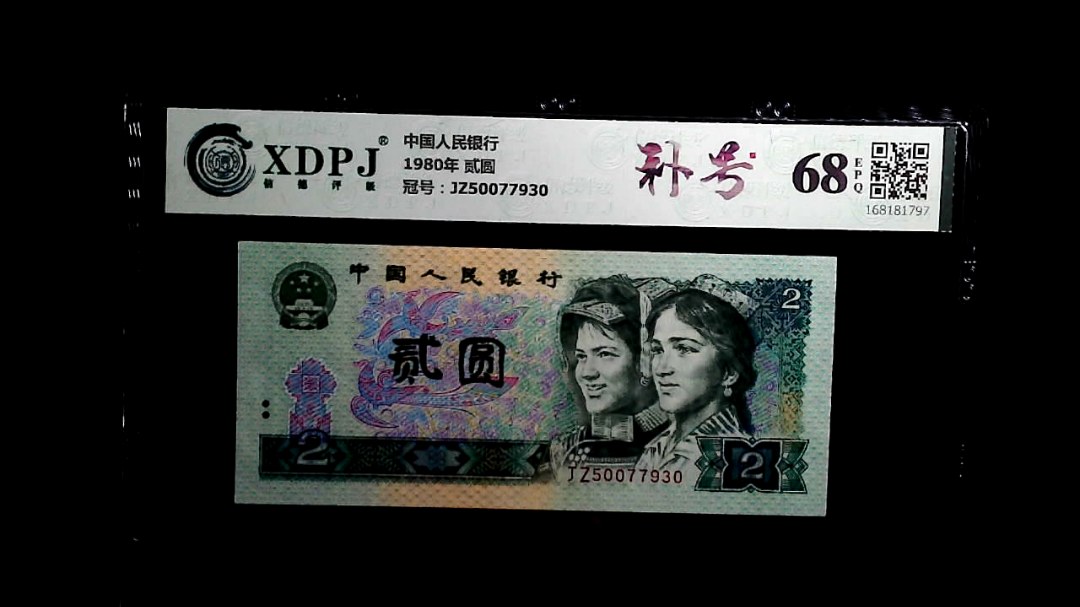 XDPJ®
信德评级
中国人民银行
1980年 贰圆
冠号：JZ50077930
补号
68
EPQ
168181797
中国人民银行
2
贰圆
2
JZ50077930
2